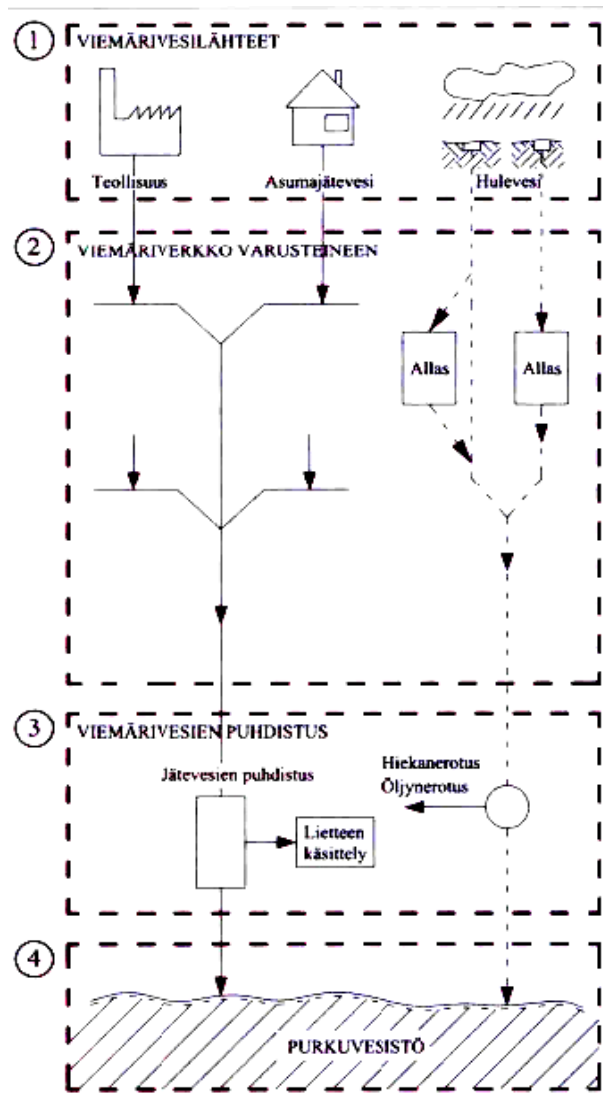 1 VIEMÄRIVESILÄHTEET
Teollisuus
Asumajätevesi
Hulevesi
2 VIEMÄRIVERKKO VARUSTEINEEN
Allas
Allas
3 VIEMÄRIVESIEN PUHDISTUS
Jätevesien puhdistus
Lietteen
käsittely
Hiekanerotus
Öljynerotus
4
PURKUVESISTÖ